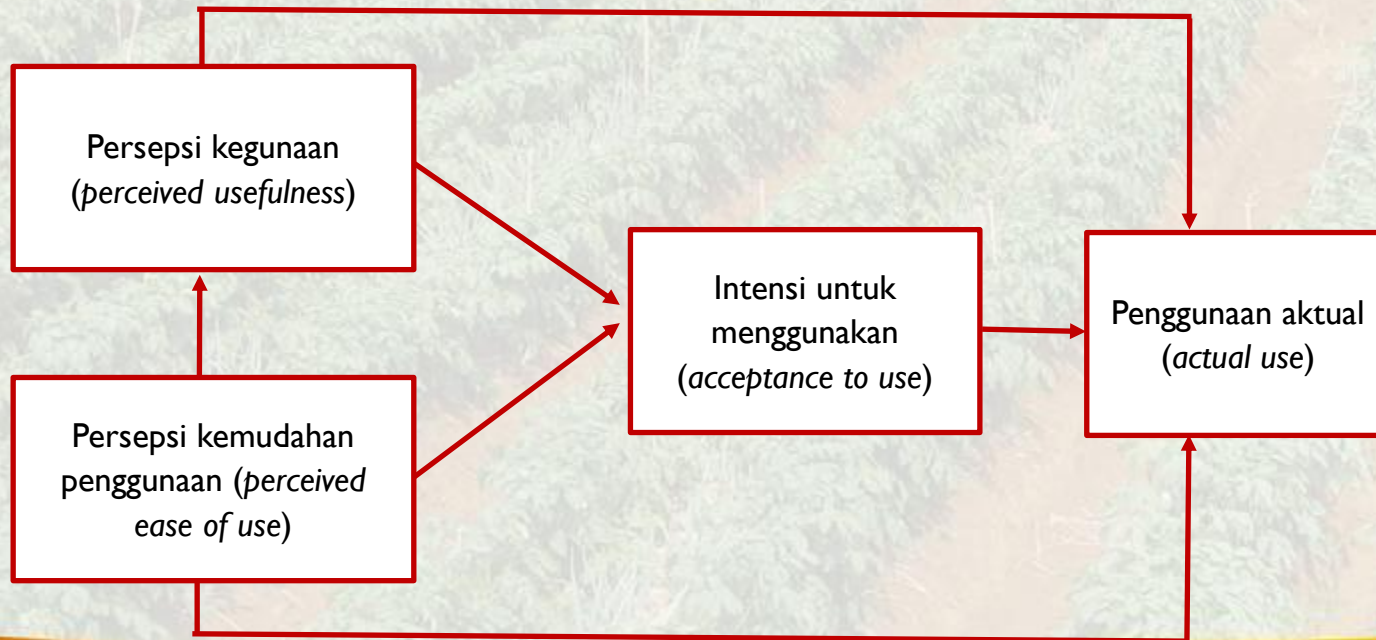 Persepsi kegunaan
(perceived usefulness)
Intensi untuk
menggunakan
(acceptance to use)
Penggunaan aktual
(actual use)
Persepsi kemudahan
penggunaan (perceived
ease of use)